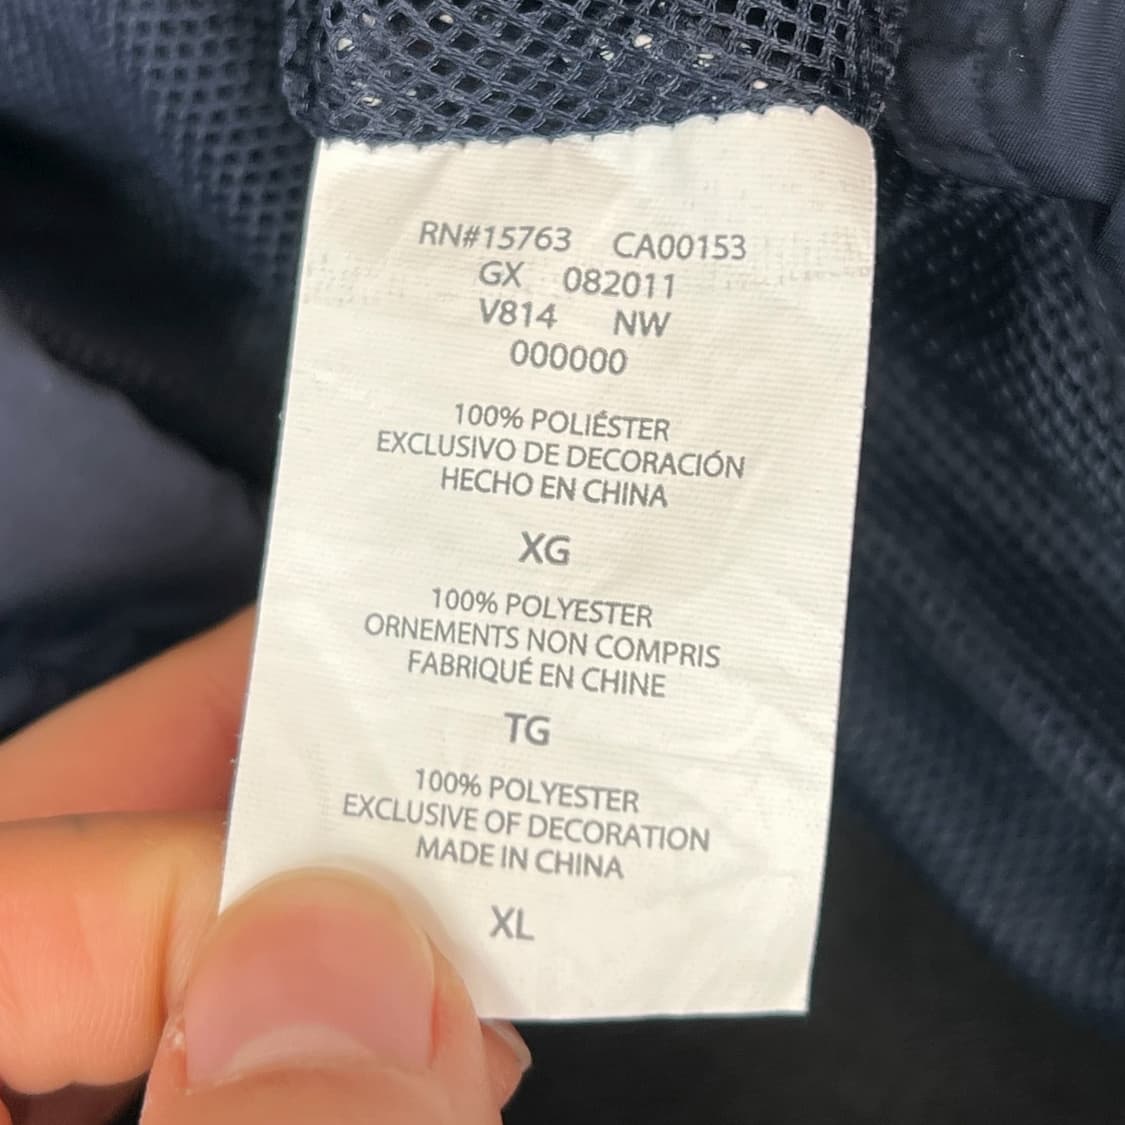 RN#15763 CA00153
GX 082011
V814 NW
000000
100% POLIÉSTER
EXCLUSIVO DE DECORACIÓN
HECHO EN CHINA
XG
100% POLYESTER
ORNEMENTS NON COMPRIS
FABRIQUÉ EN CHINE
TG
100% POLYESTER
EXCLUSIVE OF DECORATION
MADE IN CHINA
XL